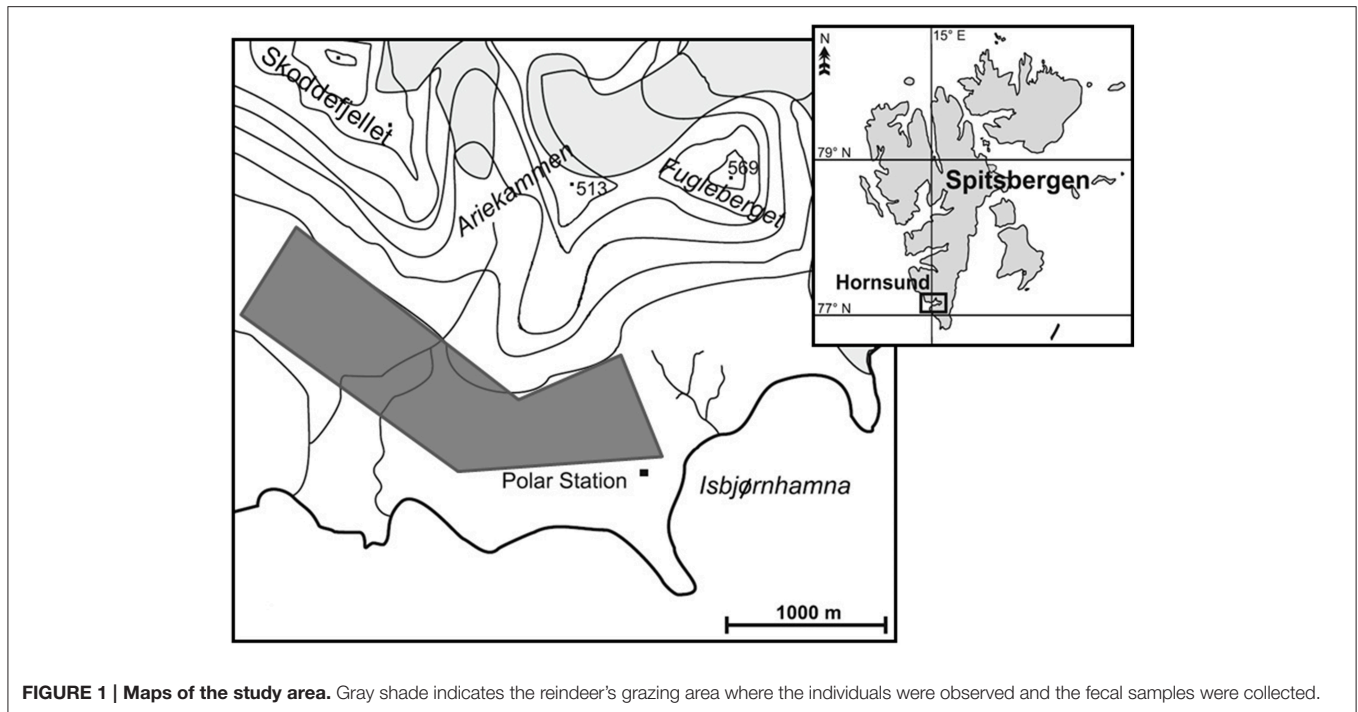 Skoddefjellet
Ariekammen
513
Fugleberget
569
Polar Station
Isbjørnhamna
1000 m
N
15° E
79° N
Spitsbergen
Hornsund
77° N
FIGURE 1 | Maps of the study area. Gray shade indicates the reindeer's grazing area where the individuals were observed and the fecal samples were collected.